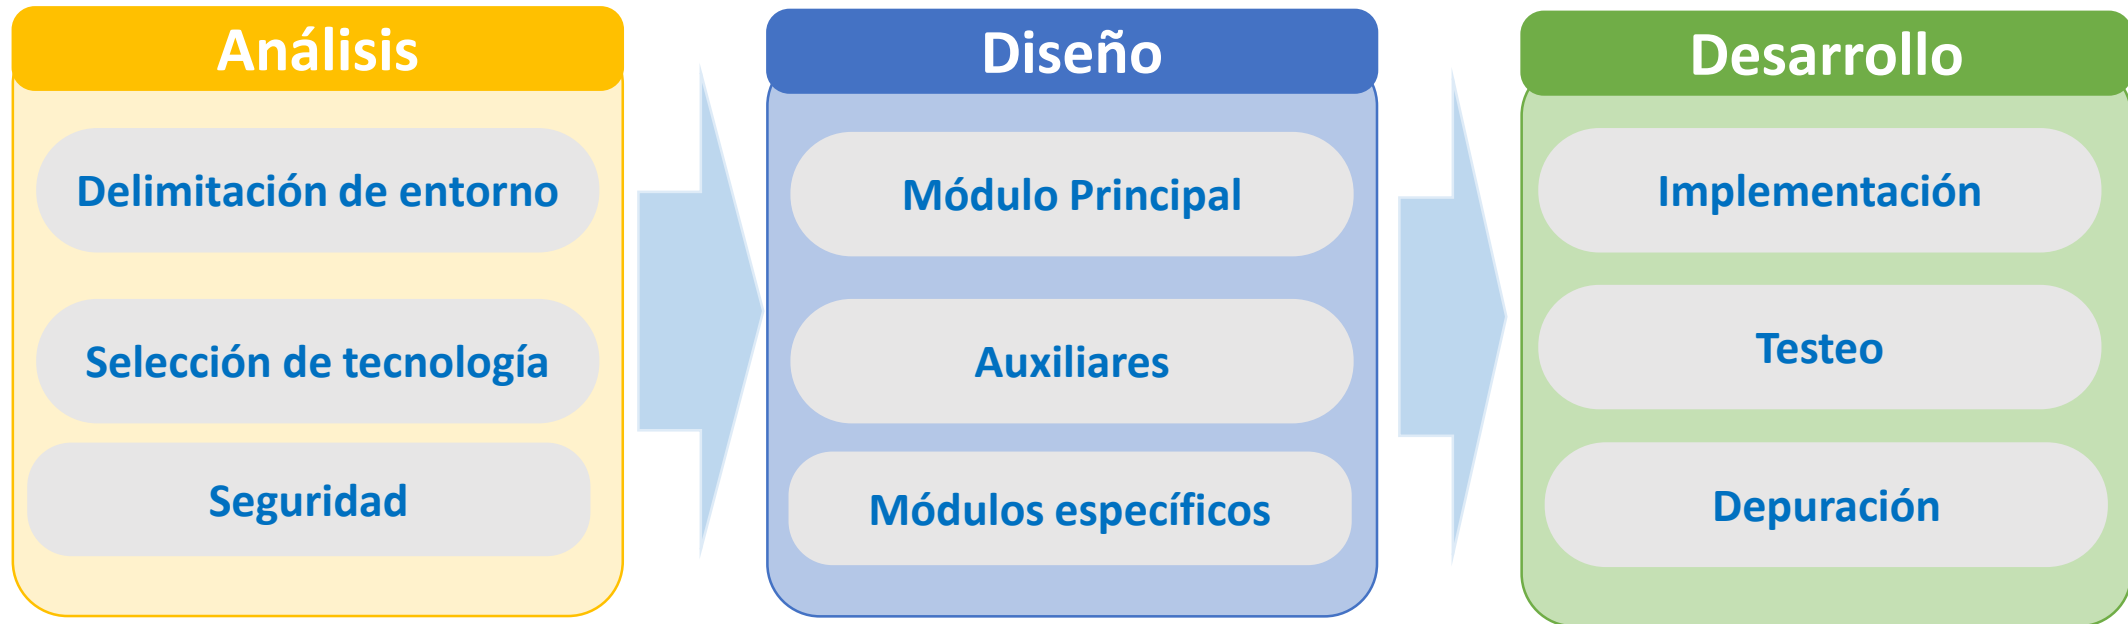 Análisis
Delimitación de entorno
Selección de tecnología
Seguridad
Diseño
Módulo Principal
Auxiliares
Módulos específicos
Desarrollo
Implementación
Testeo
Depuración